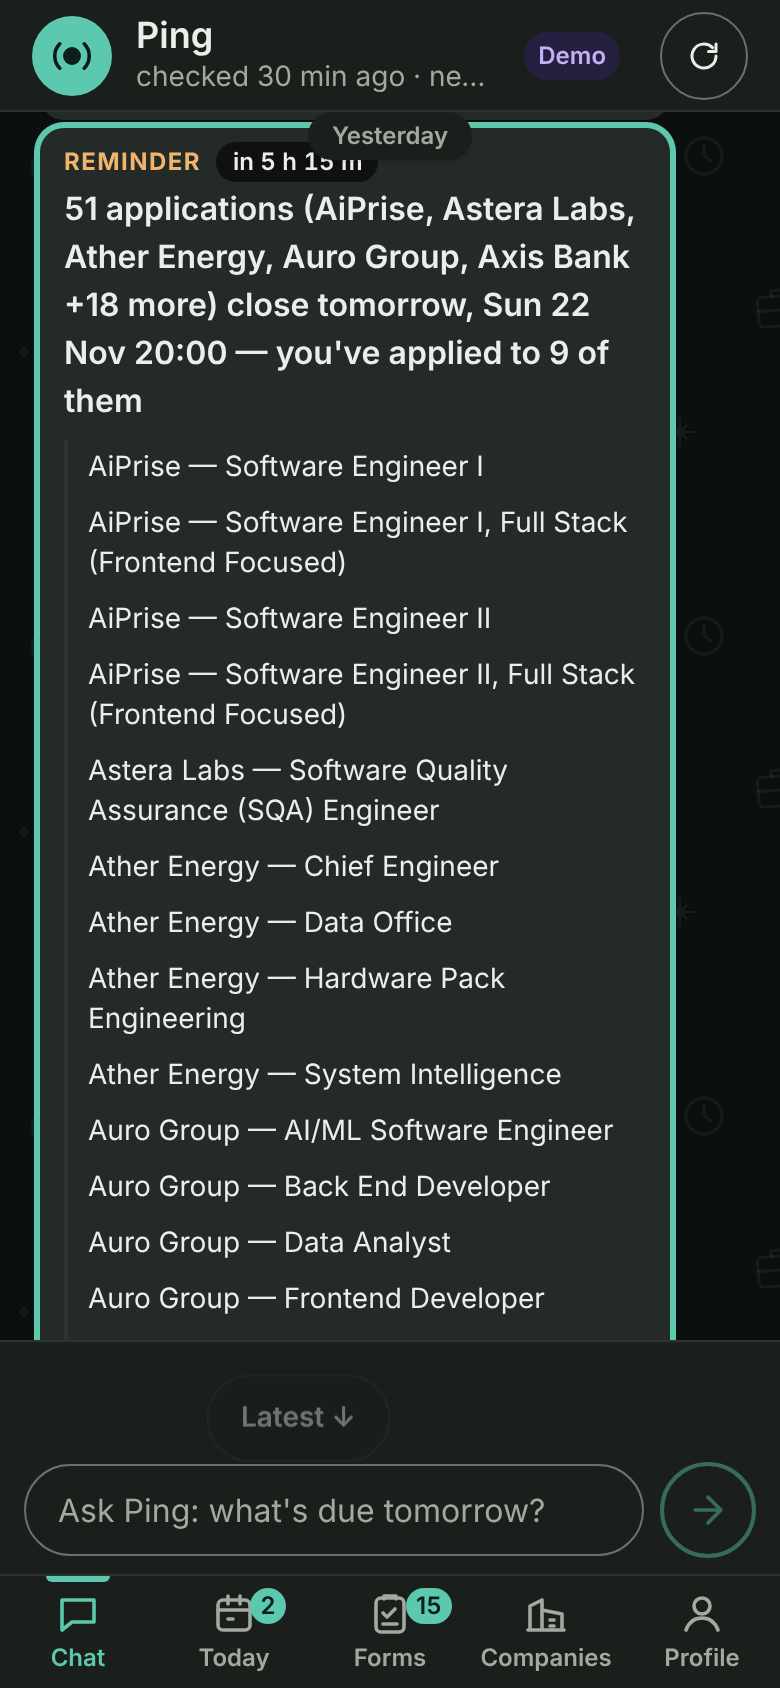 Ping
checked 30 min ago · ne...
Demo
Yesterday
REMINDER
in 5 h 15 m
51 applications (AiPrise, Astera Labs,
Ather Energy, Auro Group, Axis Bank
+18 more) close tomorrow, Sun 22
Nov 20:00 — you've applied to 9 of
them
AiPrise — Software Engineer I
AiPrise — Software Engineer I, Full Stack
(Frontend Focused)
AiPrise — Software Engineer II
AiPrise — Software Engineer II, Full Stack
(Frontend Focused)
Astera Labs — Software Quality
Assurance (SQA) Engineer
Ather Energy — Chief Engineer
Ather Energy — Data Office
Ather Energy — Hardware Pack
Engineering
Ather Energy — System Intelligence
Auro Group — AI/ML Software Engineer
Auro Group — Back End Developer
Auro Group — Data Analyst
Auro Group — Frontend Developer
Latest ↓
Ask Ping: what's due tomorrow?
2
15
Chat
Today
Forms
Companies
Profile